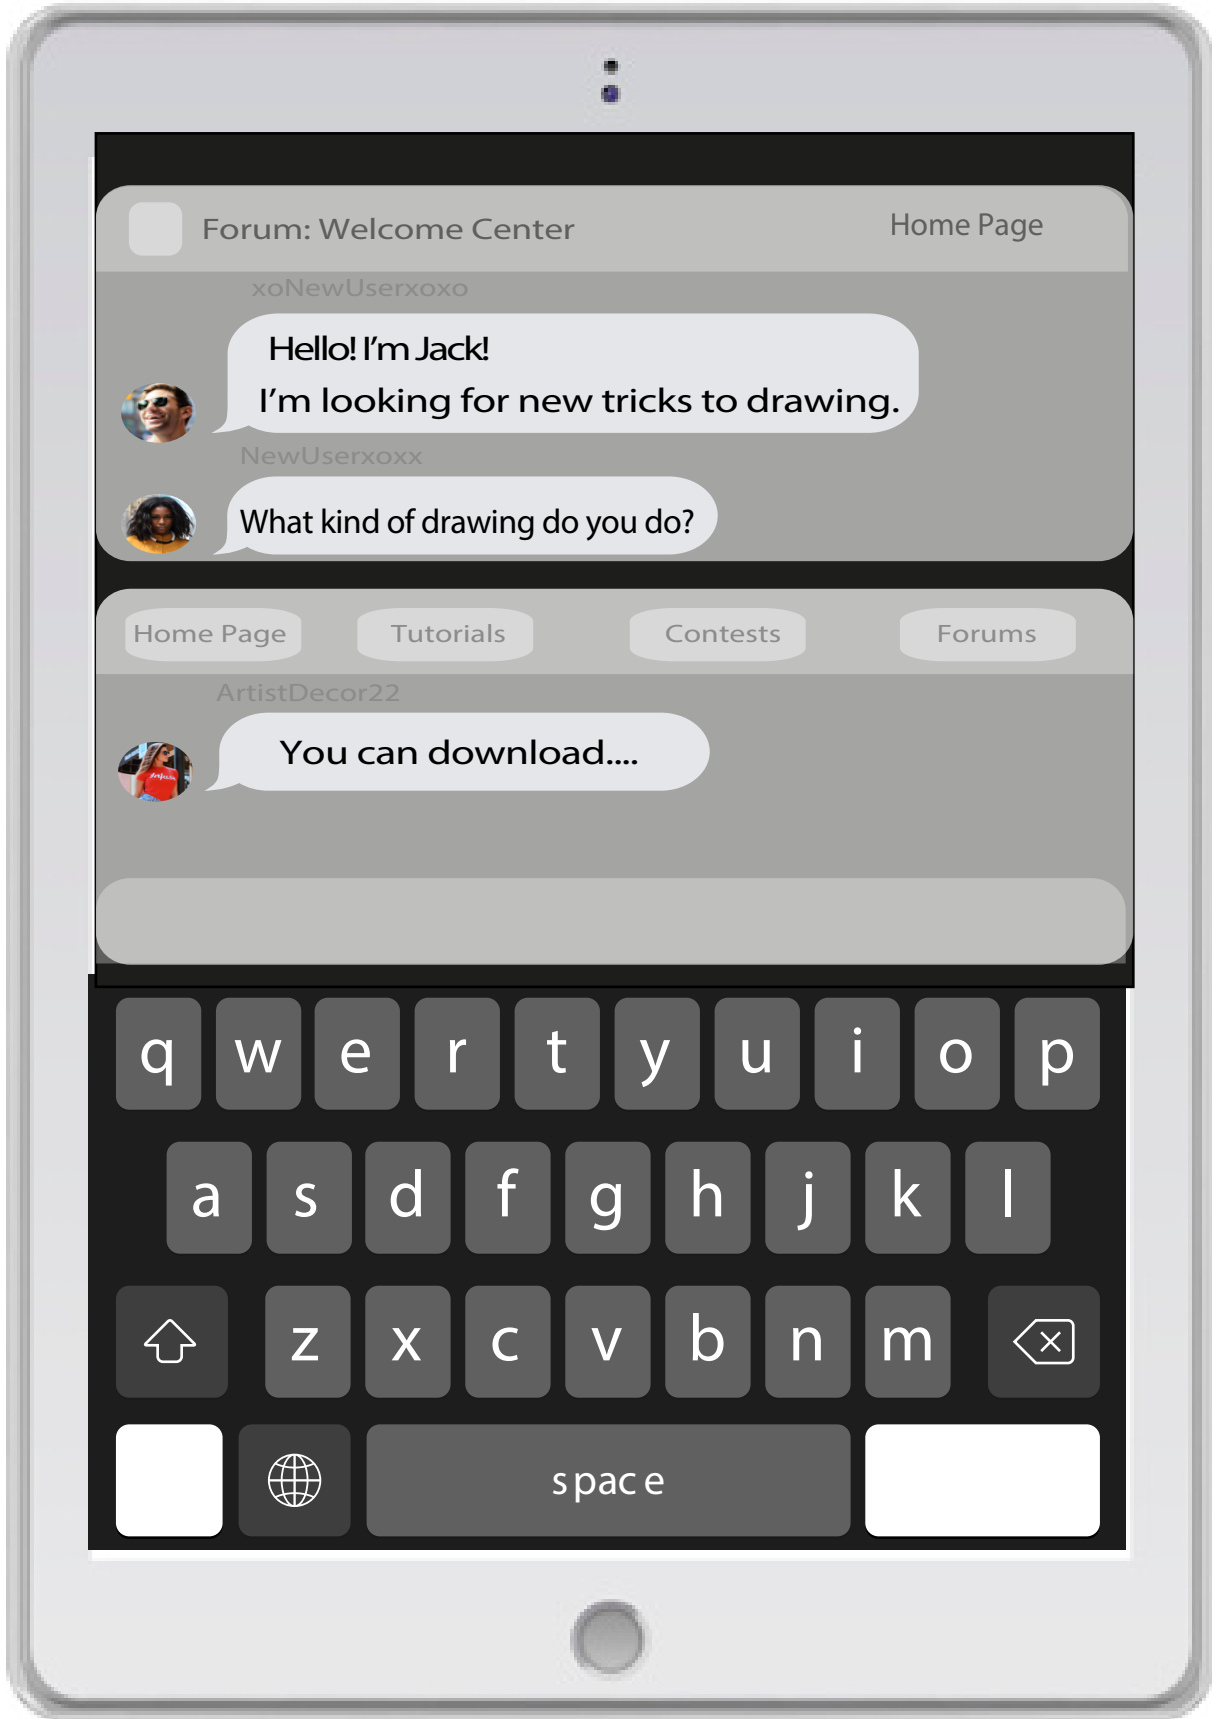 Forum: Welcome Center
Home Page
xoNewUserxoxo
Hello! I'm Jack!
I'm looking for new tricks to drawing.
NewUserxoxx
What kind of drawing do you do?
Home Page
Tutorials
Contests
Forums
ArtistDecor22
You can download....
q w e r t y u i o p
a s d f g h j k l
z x c v b n m
space